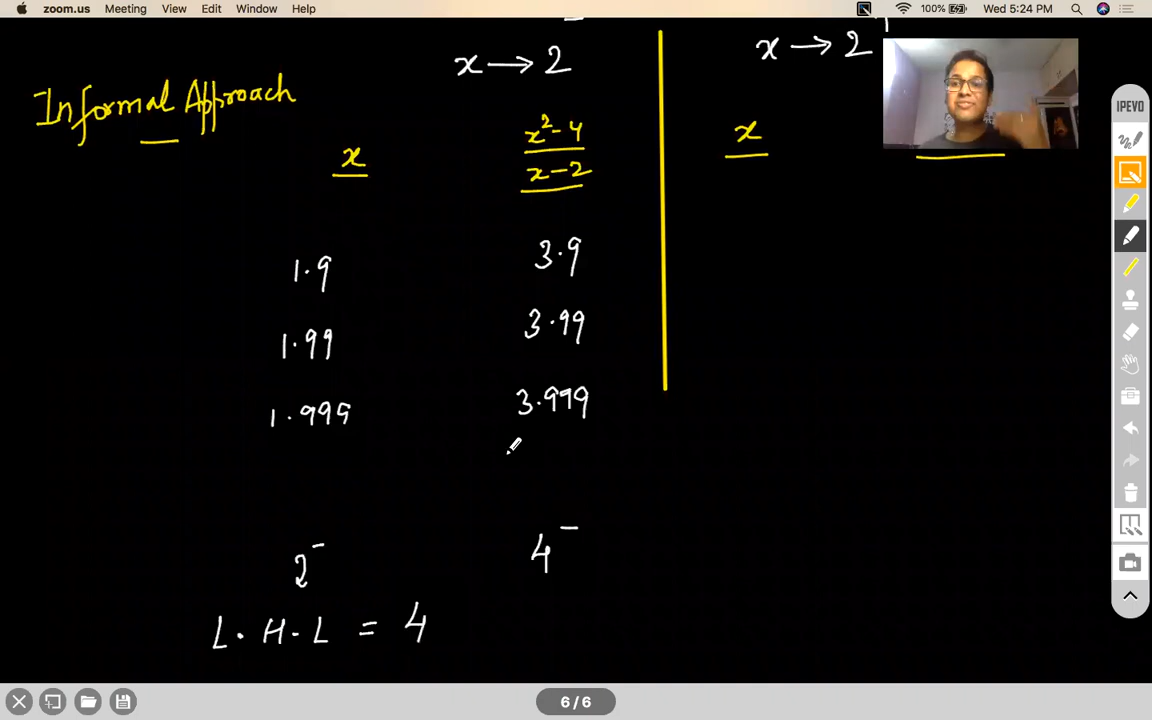 zoom.us Meeting View Edit Window Help 100% Wed 5:24 PM
x → 2
x → 2
Informal Approach
x
x² - 4
x - 2
x
IPEVO
1.9 3.9
1.99 3.99
1.999 3.999
2⁻ 4⁻
L. H. L = 4
6 / 6